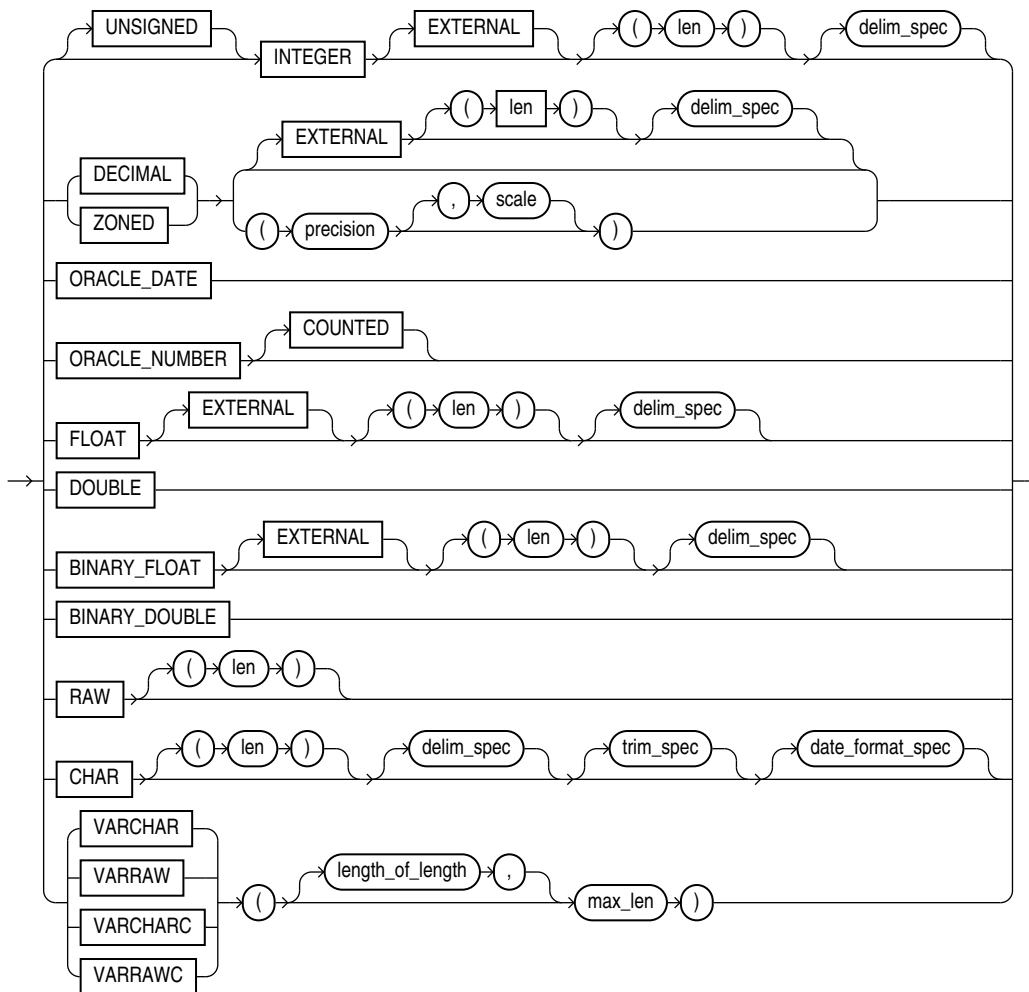 UNSIGNED INTEGER EXTERNAL ( len ) delim_spec
EXTERNAL ( len ) delim_spec
DECIMAL
ZONED
( precision , scale )
ORACLE_DATE
ORACLE_NUMBER COUNTED
FLOAT EXTERNAL ( len ) delim_spec
DOUBLE
BINARY_FLOAT EXTERNAL ( len ) delim_spec
BINARY_DOUBLE
RAW ( len )
CHAR ( len ) delim_spec trim_spec date_format_spec
VARCHAR
VARRAW
VARCHARC
VARRAWC
( length_of_length , max_len )